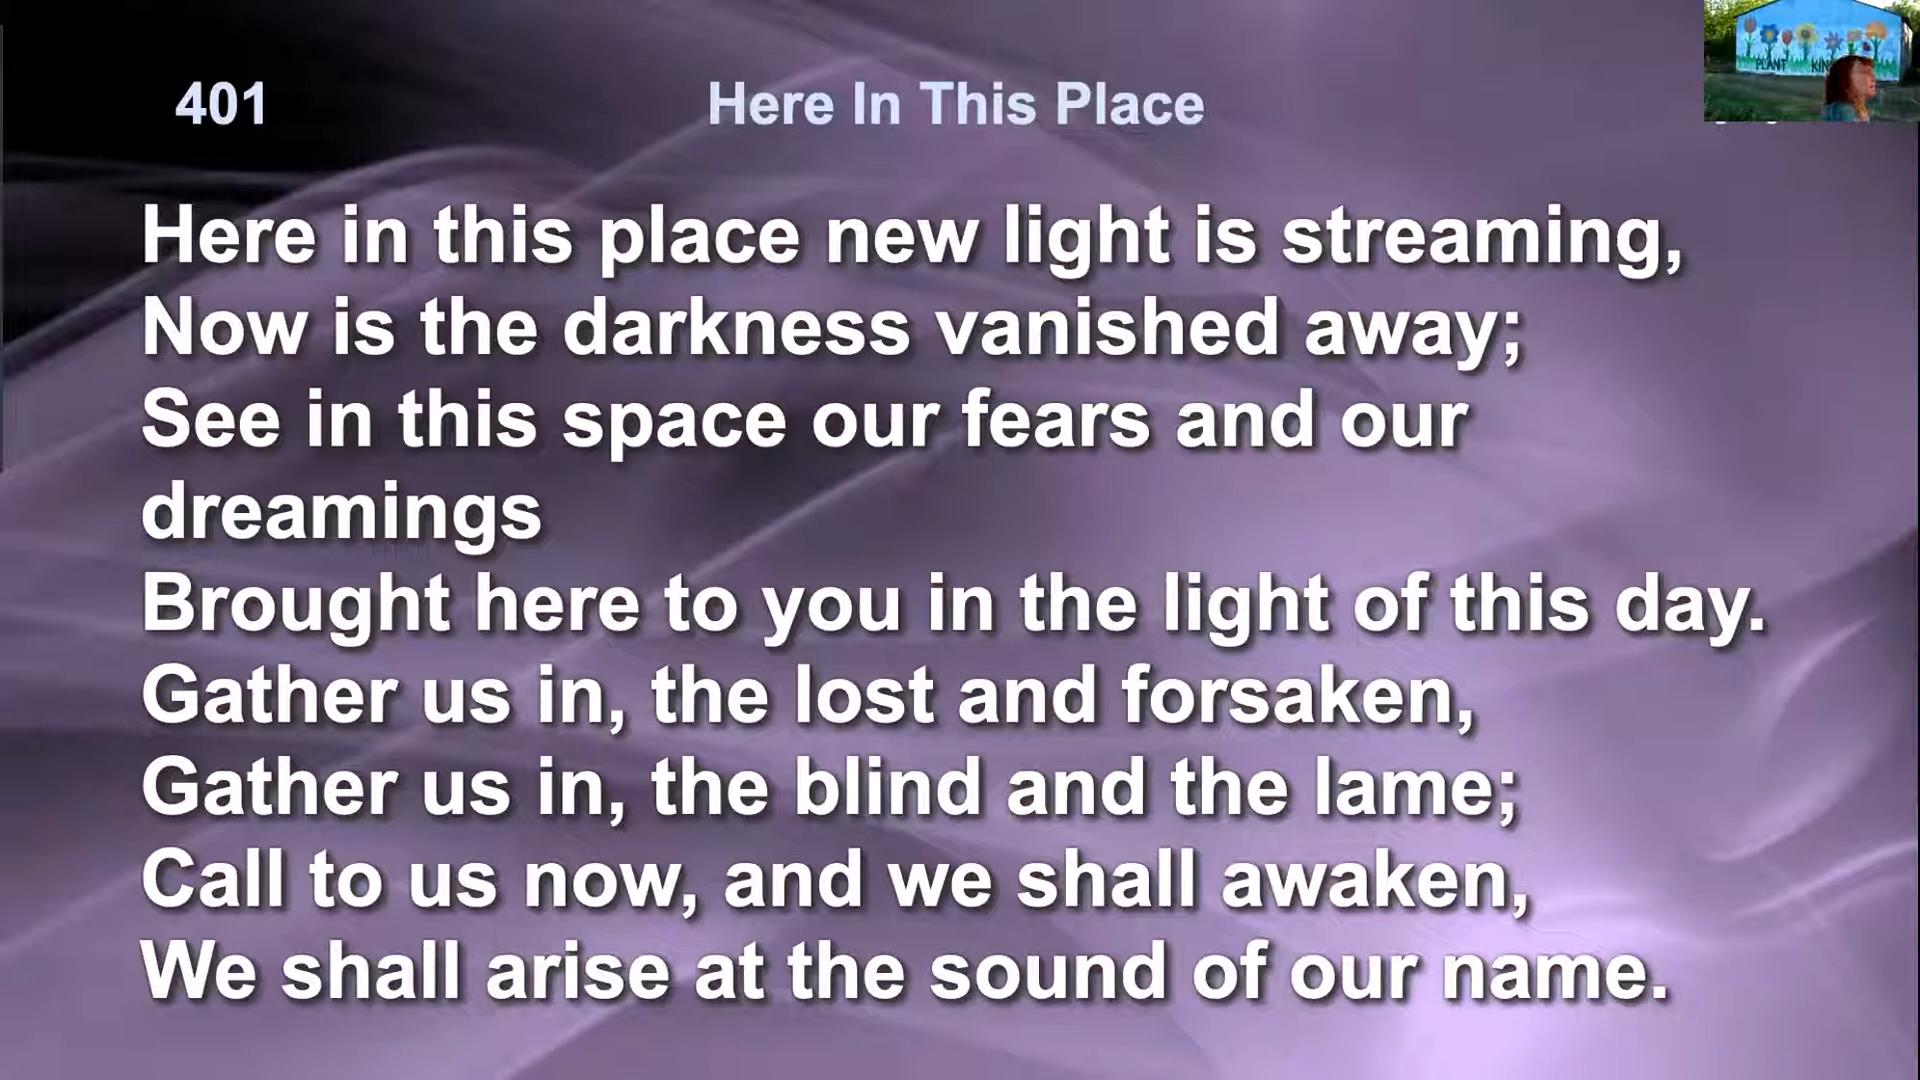 401
Here In This Place
PLANT
Here in this place new light is streaming,
Now is the darkness vanished away;
See in this space our fears and our
dreamings
Brought here to you in the light of this day.
Gather us in, the lost and forsaken,
Gather us in, the blind and the lame;
Call to us now, and we shall awaken,
We shall arise at the sound of our name.